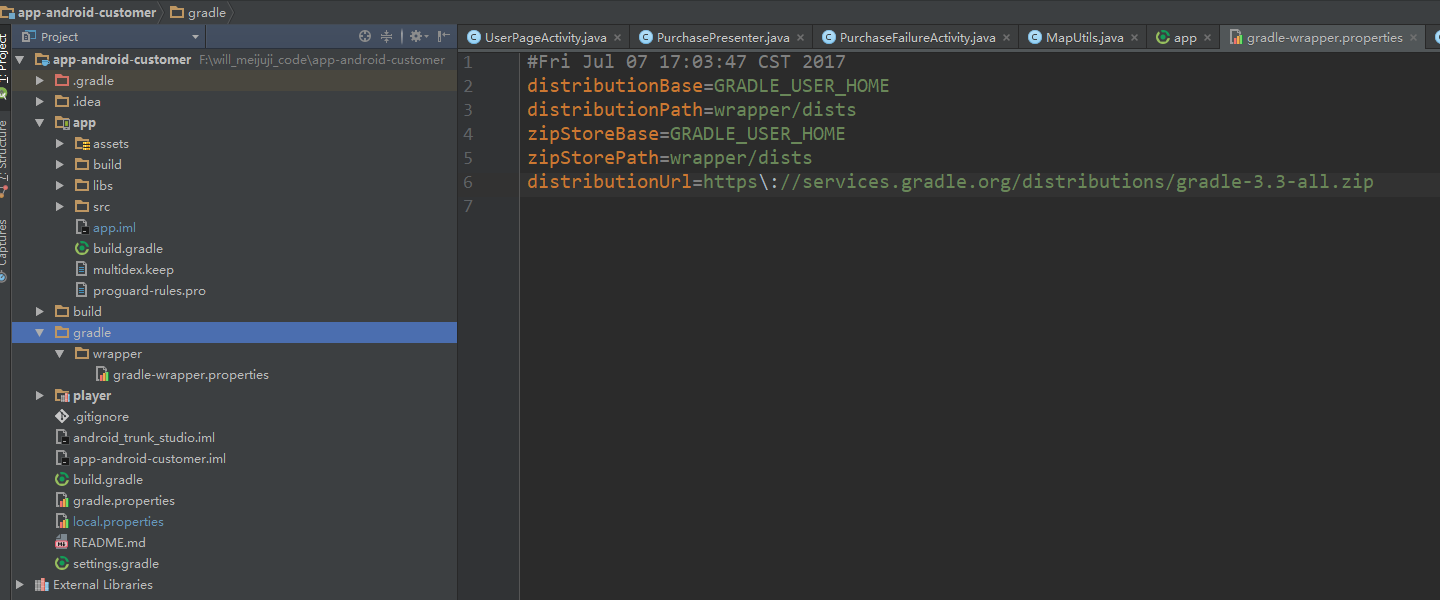 app-android-customer gradle
Project
UserPageActivity.java PurchasePresenter.java PurchaseFailureActivity.java MapUtils.java app gradle-wrapper.properties
1: Project
7: Structure
Captures
app-android-customer F:\will_meijuji_code\app-android-customer
.gradle
.idea
app
assets
build
libs
src
app.iml
build.gradle
multidex.keep
proguard-rules.pro
build
gradle
wrapper
gradle-wrapper.properties
player
.gitignore
android_trunk_studio.iml
app-android-customer.iml
build.gradle
gradle.properties
local.properties
README.md
settings.gradle
External Libraries
1 #Fri Jul 07 17:03:47 CST 2017
2 distributionBase=GRADLE_USER_HOME
3 distributionPath=wrapper/dists
4 zipStoreBase=GRADLE_USER_HOME
5 zipStorePath=wrapper/dists
6 distributionUrl=https\://services.gradle.org/distributions/gradle-3.3-all.zip
7